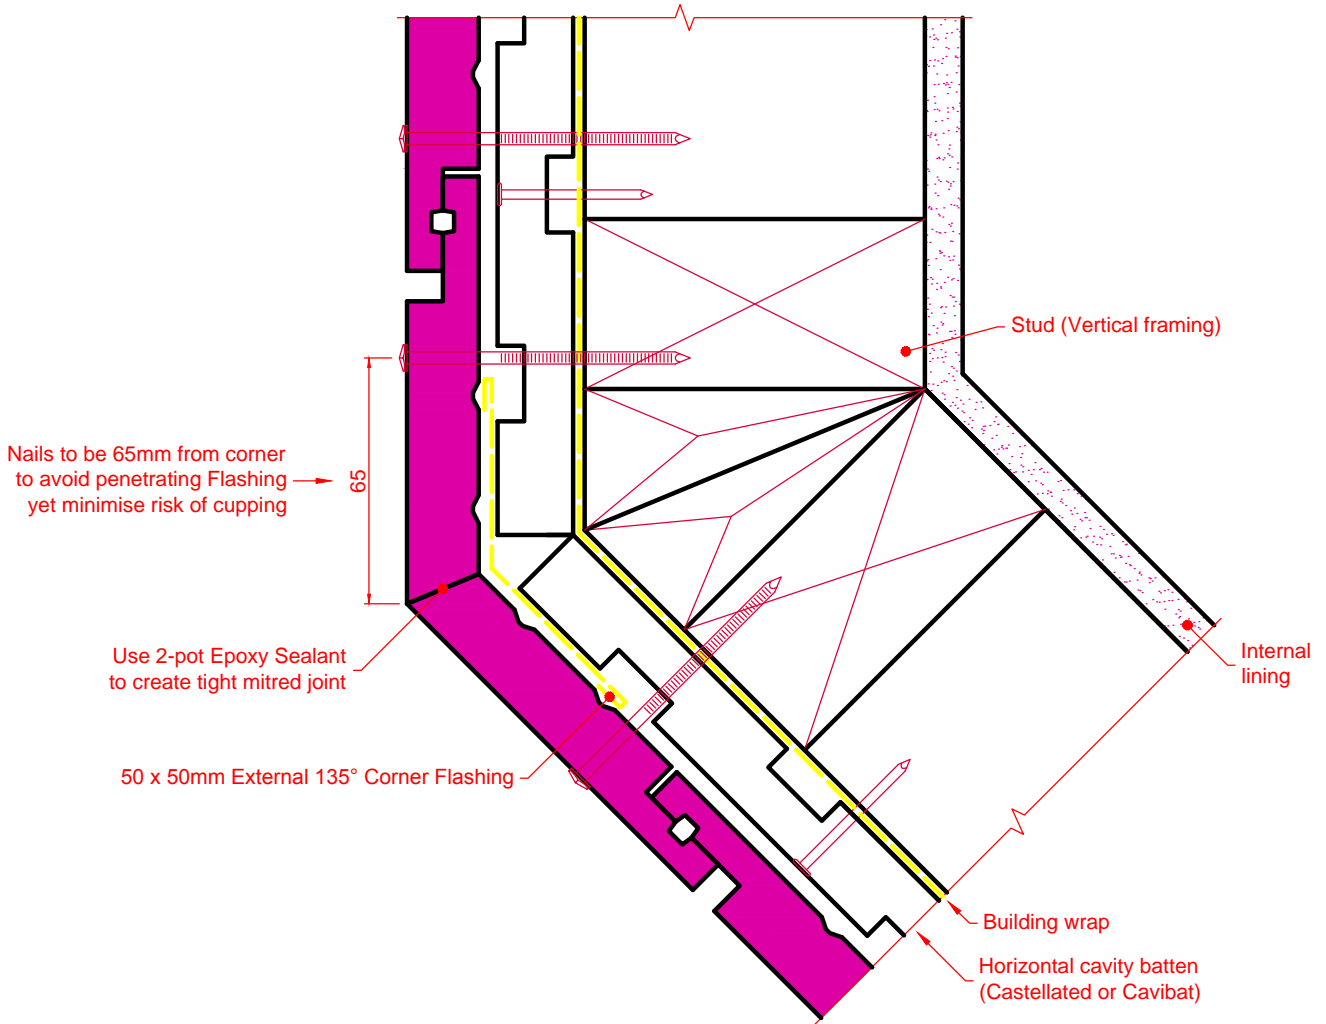 Stud (Vertical framing)
Nails to be 65mm from corner
to avoid penetrating Flashing
yet minimise risk of cupping
65
Use 2-pot Epoxy Sealant
to create tight mitred joint
Internal
lining
50 x 50mm External 135° Corner Flashing
Building wrap
Horizontal cavity batten
(Castellated or Cavibat)